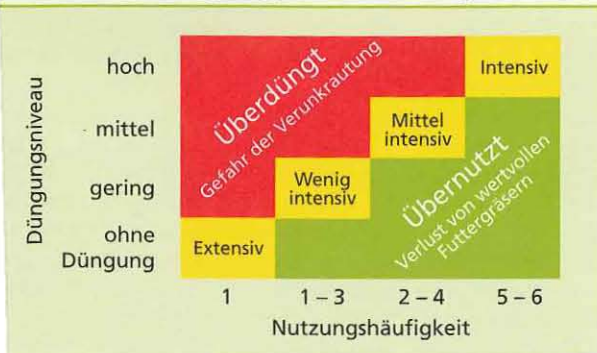 Düngungsniveau
hoch
mittel
gering
ohne
Düngung
Überdüngt
Gefahr der Verunkrautung
Intensiv
Mittel
intensiv
Wenig
intensiv
Extensiv
Übernutzt
Verlust von wertvollen
Futtergräsern
1
1 – 3
2 – 4
5 – 6
Nutzungshäufigkeit